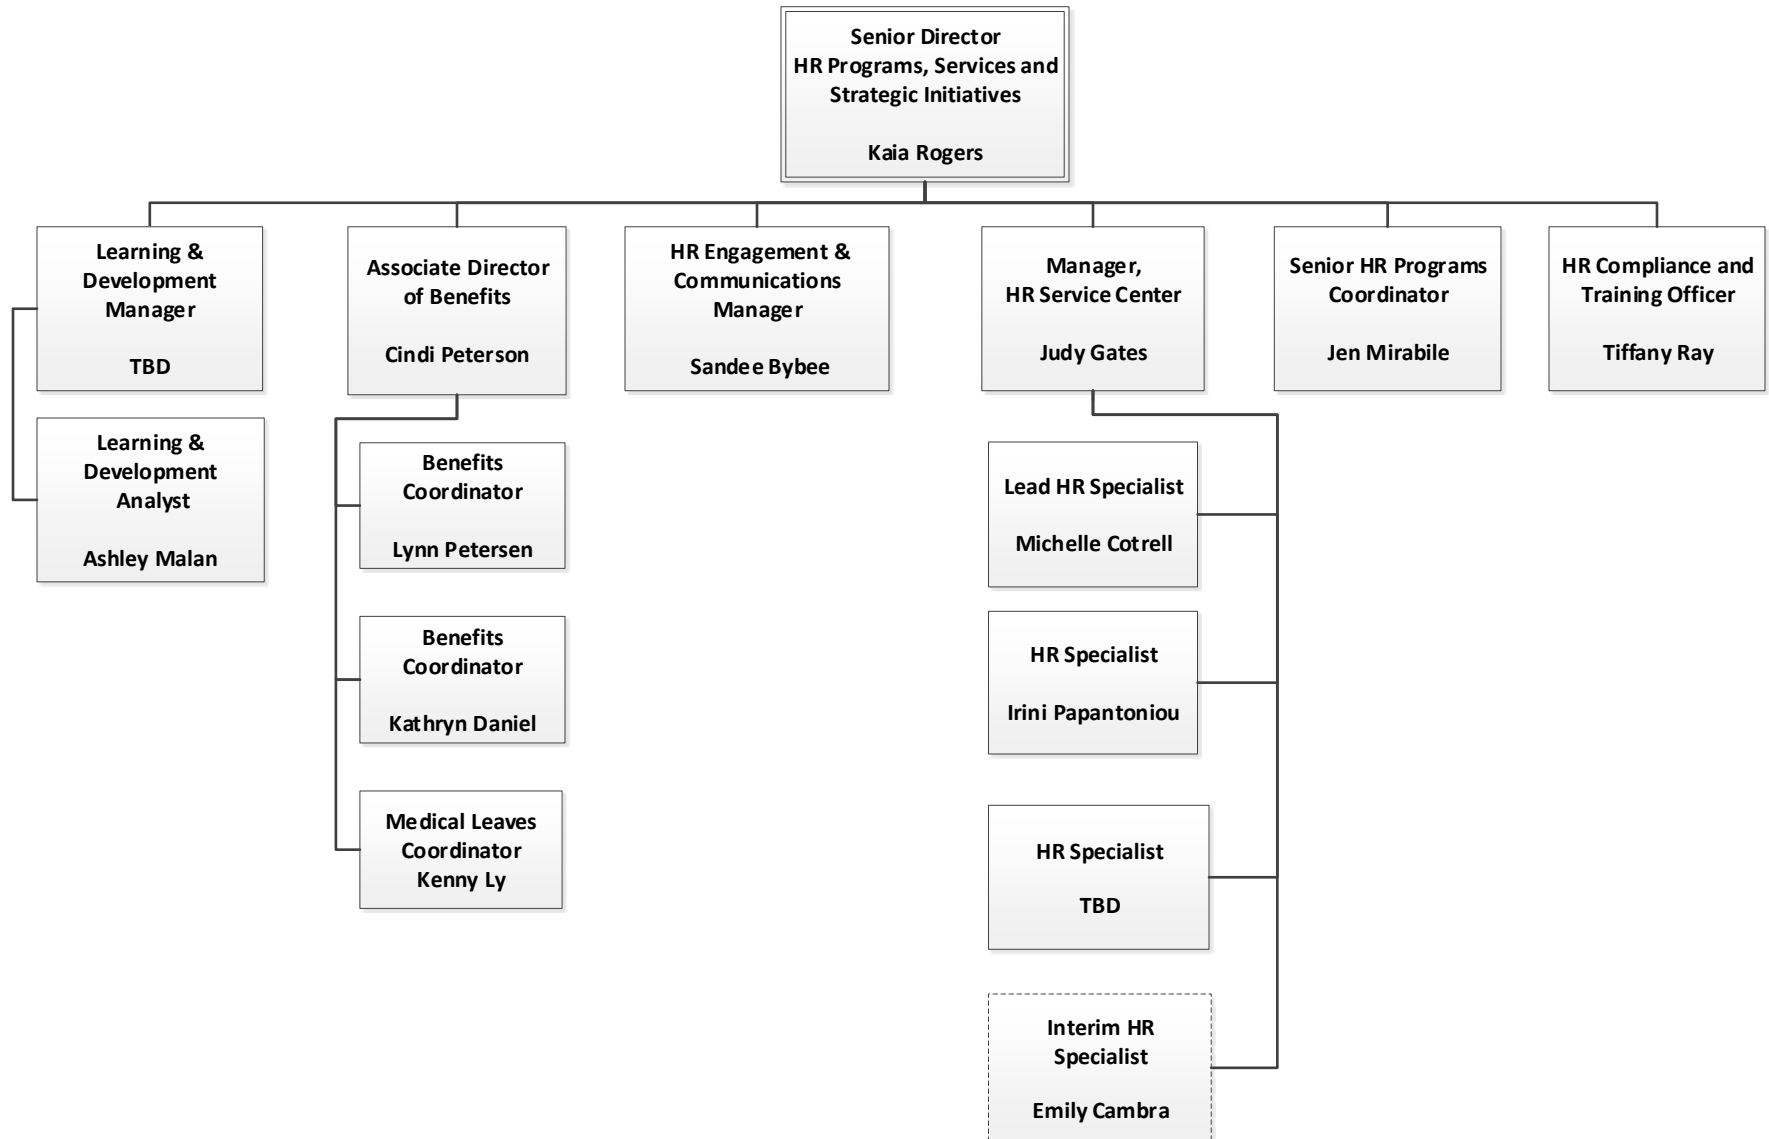 Senior Director
HR Programs, Services and
Strategic Initiatives
Kaia Rogers
Learning &
Development
Manager
TBD
Associate Director
of Benefits
Cindi Peterson
HR Engagement &
Communications
Manager
Sandee Bybee
Manager,
HR Service Center
Judy Gates
Senior HR Programs
Coordinator
Jen Mirabile
HR Compliance and
Training Officer
Tiffany Ray
Learning &
Development
Analyst
Ashley Malan
Benefits
Coordinator
Lynn Petersen
Benefits
Coordinator
Kathryn Daniel
Medical Leaves
Coordinator
Kenny Ly
Lead HR Specialist
Michelle Cotrell
HR Specialist
Irini Papantoniou
HR Specialist
TBD
Interim HR
Specialist
Emily Cambra